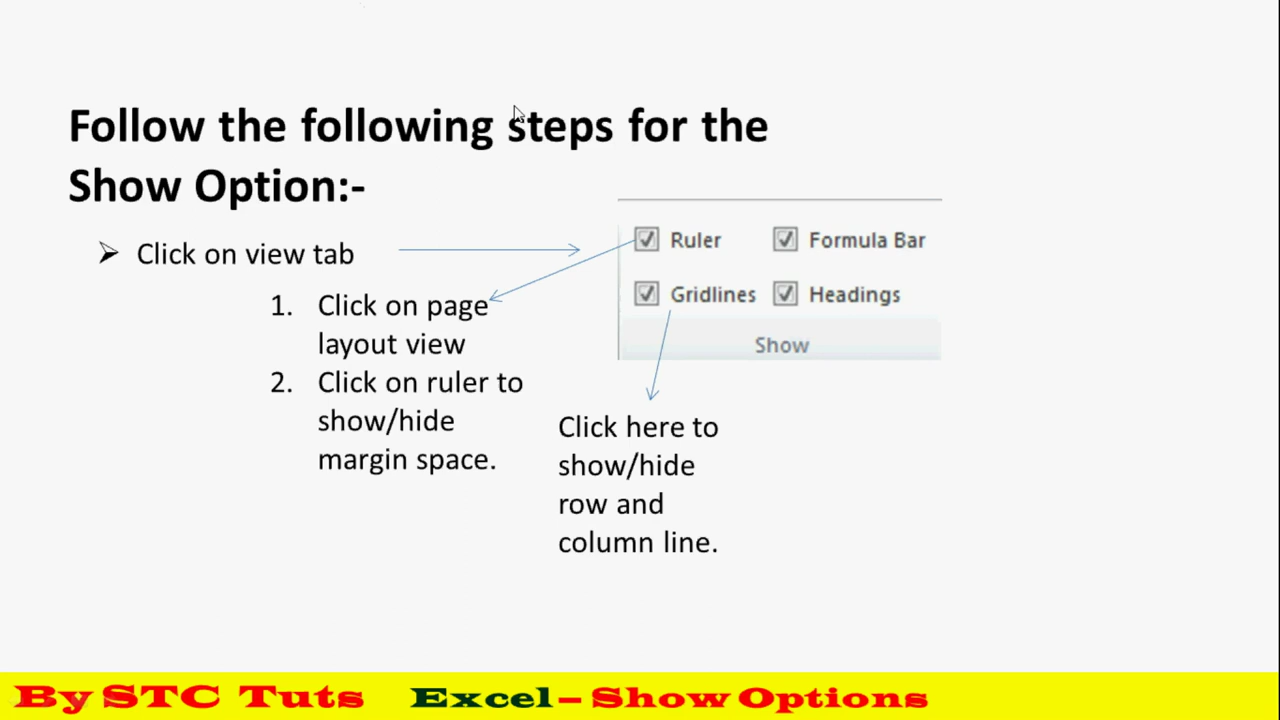 Follow the following steps for the
Show Option:-
➢ Click on view tab
1. Click on page
layout view
2. Click on ruler to
show/hide
margin space.
Ruler
Formula Bar
Gridlines
Headings
Show
Click here to
show/hide
row and
column line.
By STC Tuts Excel – Show Options